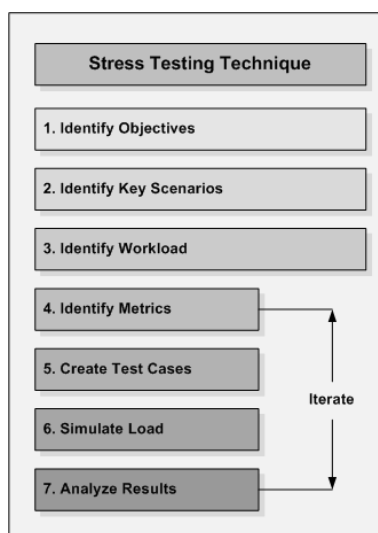 Stress Testing Technique
1. Identify Objectives
2. Identify Key Scenarios
3. Identify Workload
4. Identify Metrics
5. Create Test Cases
Iterate
6. Simulate Load
7. Analyze Results